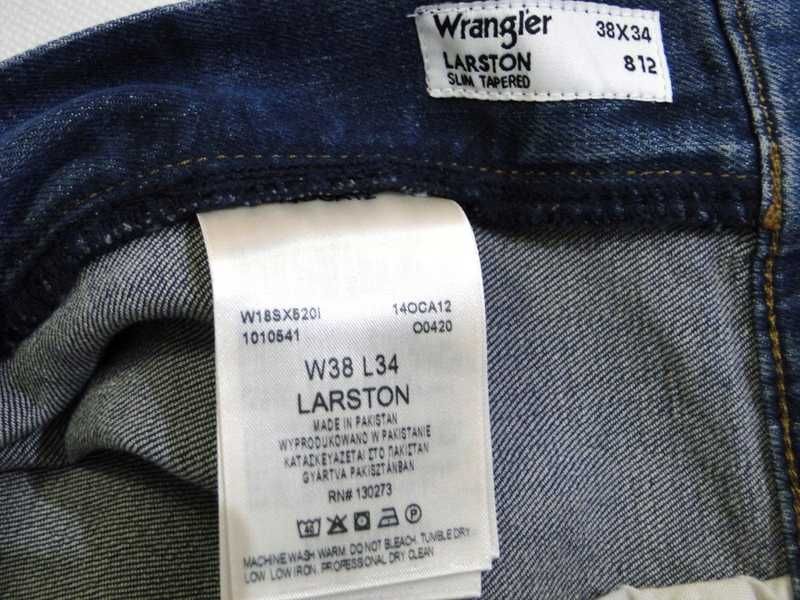 Wrangler 38X34
LARSTON 812
SLIM TAPERED
W18SX520I 14OCA12
1010541 O0420
W38 L34
LARSTON
MADE IN PAKISTAN
WYPRODUKOWANO W PAKISTANIE
ΚΑΤΑΣΚΕΥΑΖΕΤΑΙ ΣΤΟ ΠΑΚΙΣΤΑΝ
GYÁRTVA PAKISZTÁNBAN
RN# 130273
40 P
MACHINE WASH WARM. DO NOT BLEACH. TUMBLE DRY
LOW. LOW IRON. PROFESSIONAL DRY CLEAN